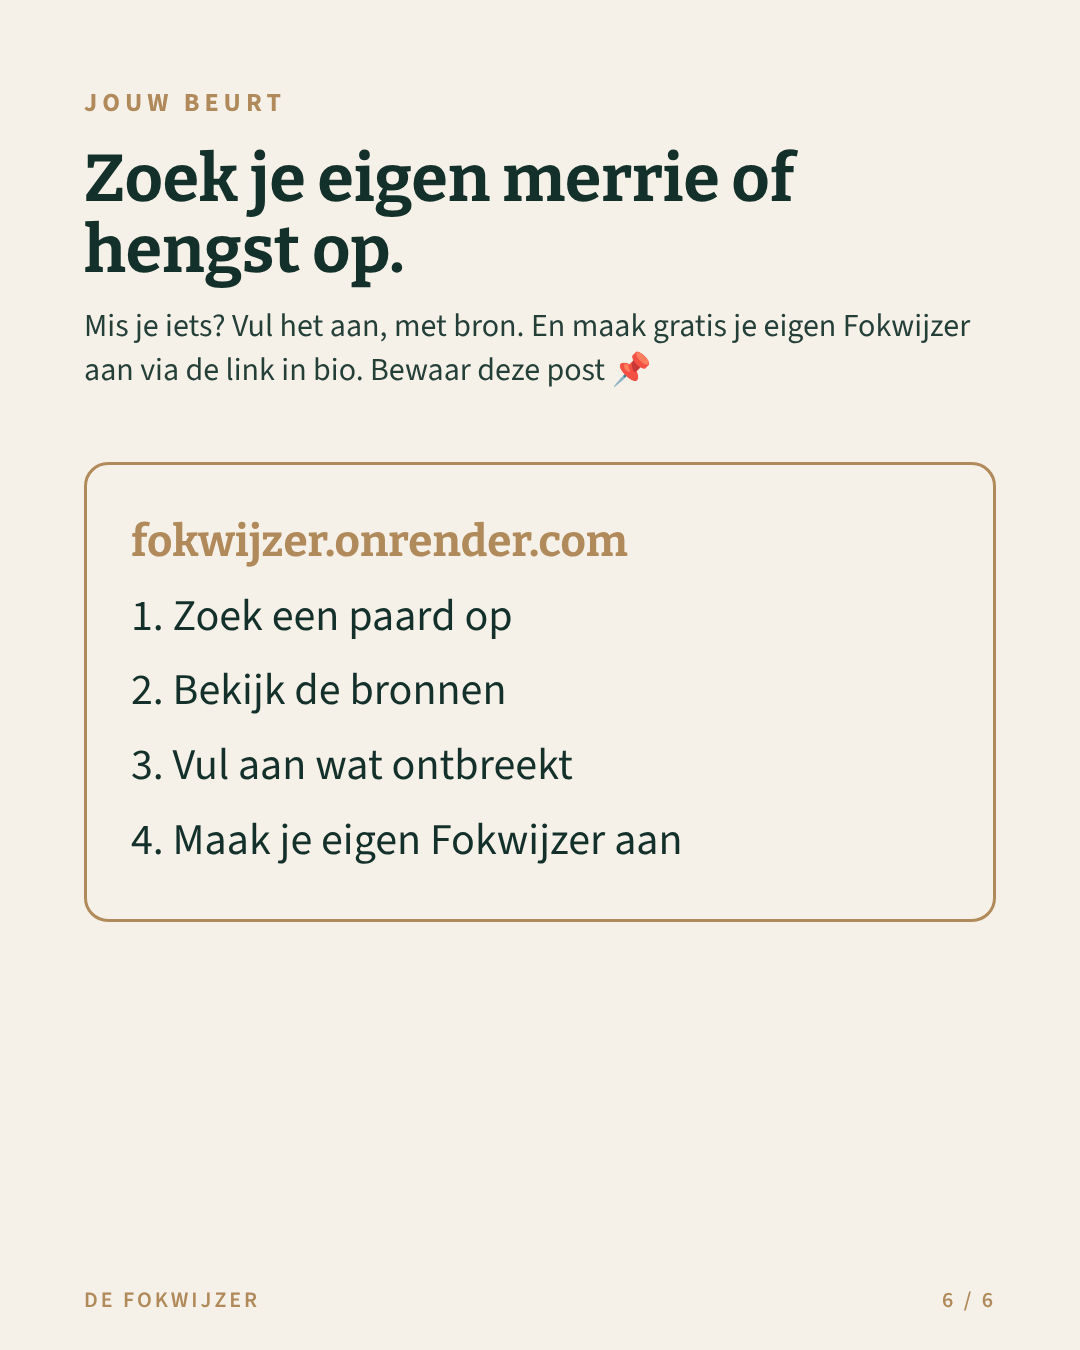 JOUW BEURT
Zoek je eigen merrie of
hengst op.
Mis je iets? Vul het aan, met bron. En maak gratis je eigen Fokwijzer
aan via de link in bio. Bewaar deze post 📌
fokwijzer.onrender.com
1. Zoek een paard op
2. Bekijk de bronnen
3. Vul aan wat ontbreekt
4. Maak je eigen Fokwijzer aan
DE FOKWIJZER
6 / 6